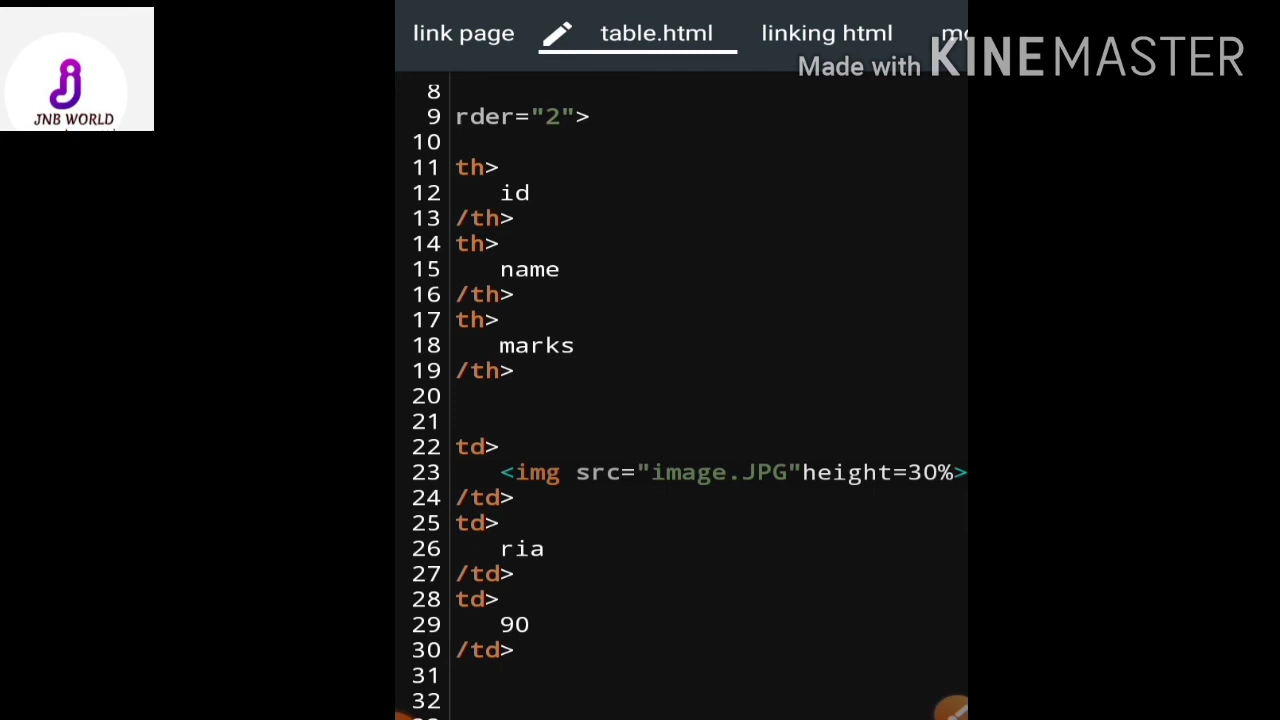 link page
table.html
linking html
Made with KINEMASTER
JNB WORLD
8
9 rder="2">
10
11 th>
12 id
13 /th>
14 th>
15 name
16 /th>
17 th>
18 marks
19 /th>
20
21
22 td>
23 <img src="image.JPG"height=30%>
24 /td>
25 td>
26 ria
27 /td>
28 td>
29 90
30 /td>
31
32